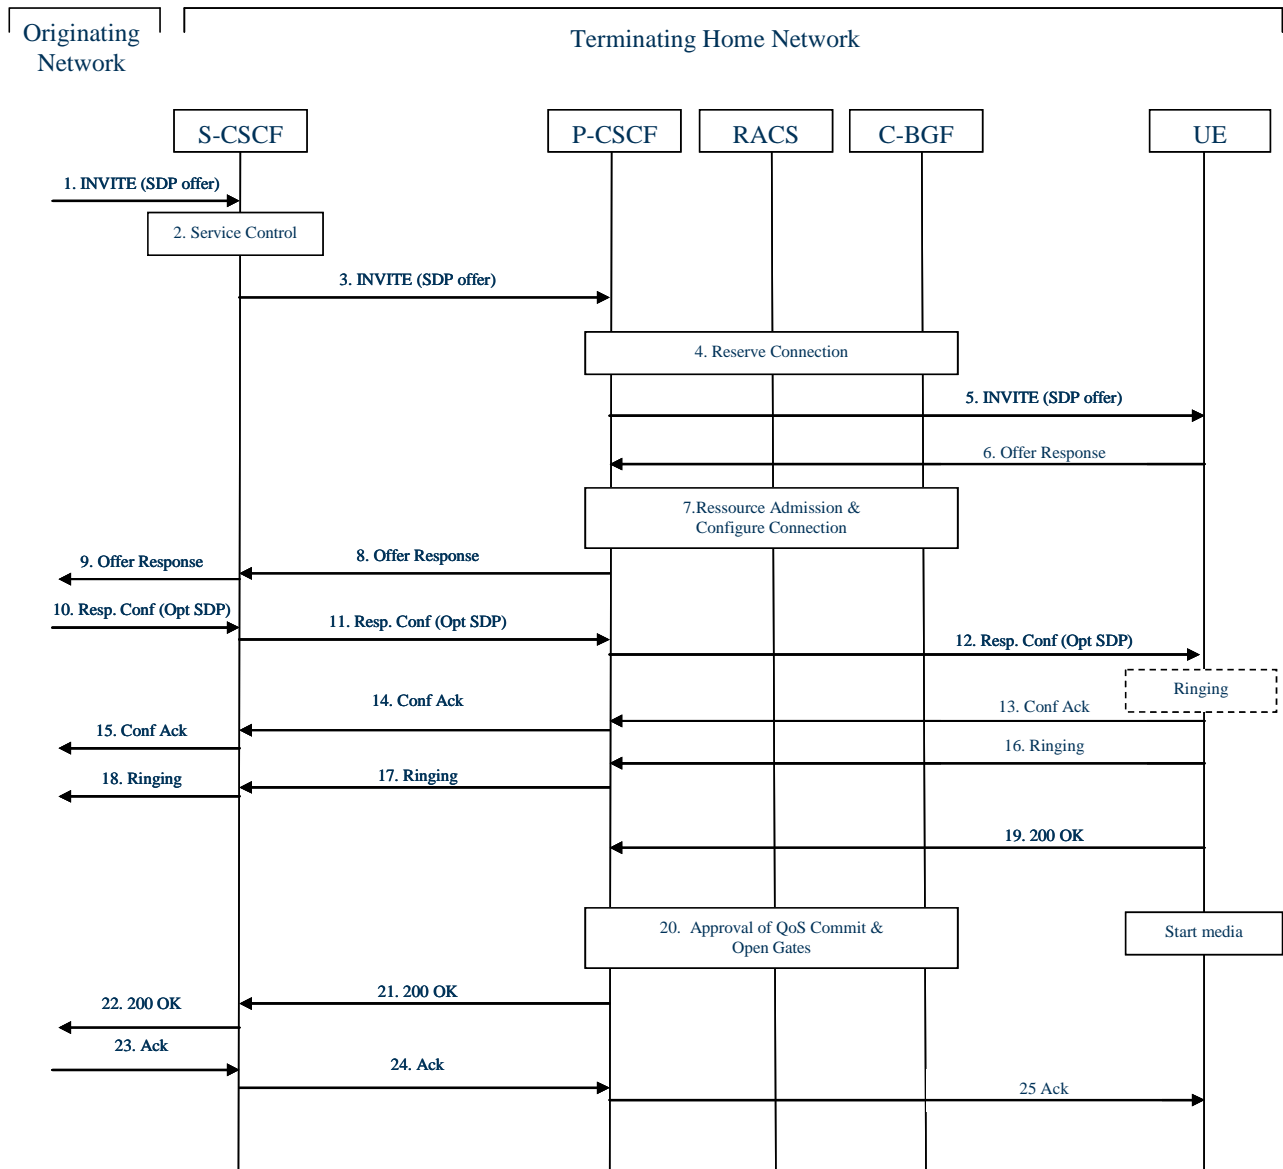 Originating
Network
Terminating Home Network
S-CSCF
P-CSCF
RACS
C-BGF
UE
1. INVITE (SDP offer)
2. Service Control
3. INVITE (SDP offer)
4. Reserve Connection
5. INVITE (SDP offer)
6. Offer Response
7.Ressource Admission &
Configure Connection
8. Offer Response
9. Offer Response
10. Resp. Conf (Opt SDP)
11. Resp. Conf (Opt SDP)
12. Resp. Conf (Opt SDP)
Ringing
13. Conf Ack
14. Conf Ack
15. Conf Ack
16. Ringing
17. Ringing
18. Ringing
19. 200 OK
20. Approval of QoS Commit &
Open Gates
Start media
21. 200 OK
22. 200 OK
23. Ack
24. Ack
25 Ack